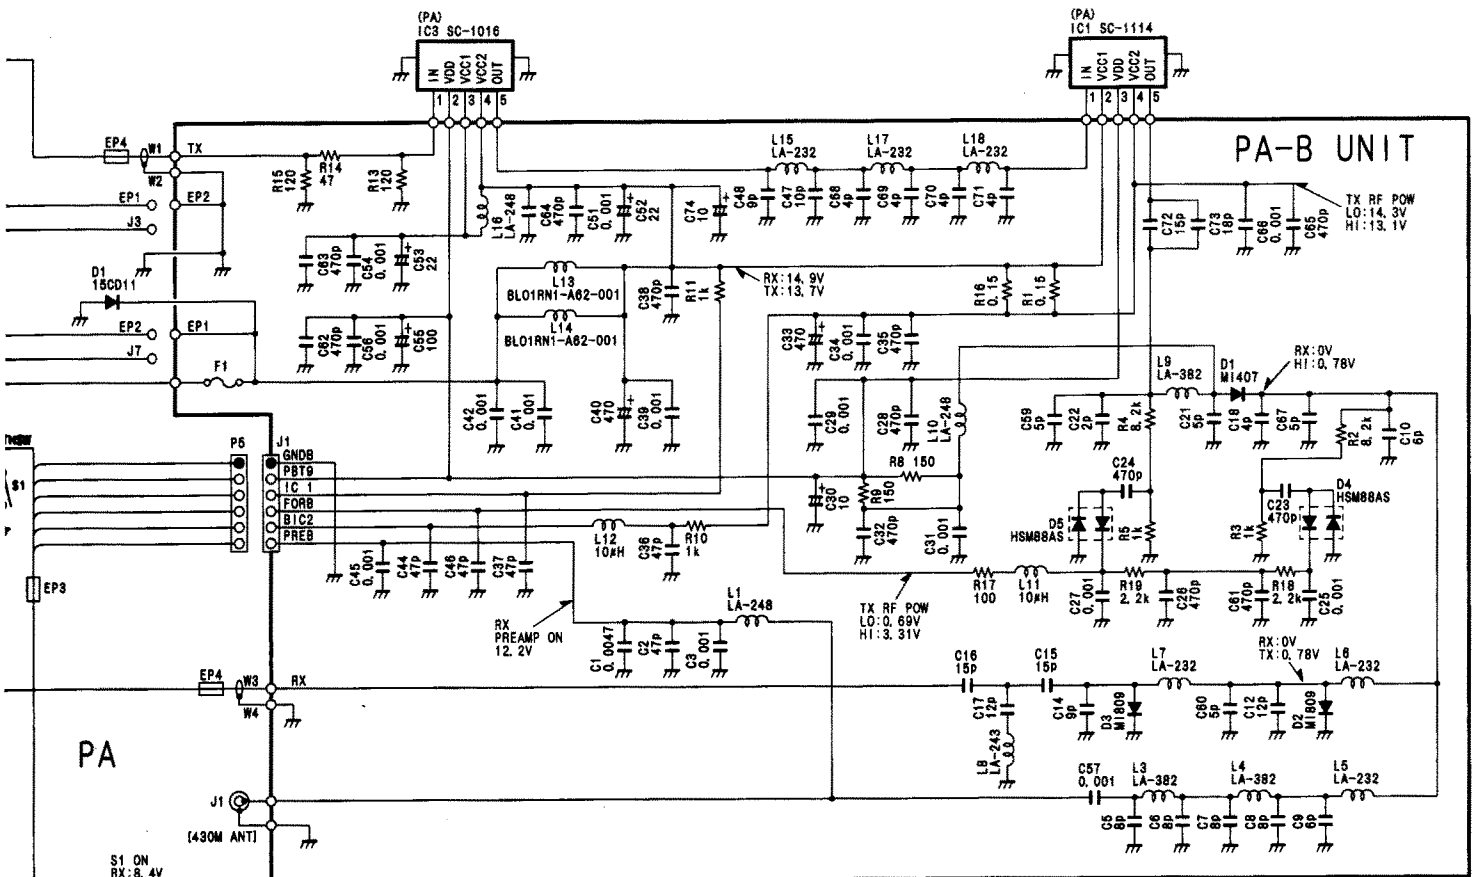 (PA)
IC3 SC-1016
IN
VDD
VCC1
VCC2
OUT
1 2 3 4 5
(PA)
IC1 SC-1114
IN
VCC1
VDD
VCC2
OUT
1 2 3 4 5
PA-B UNIT
EP4
W1
TX
W2
EP1
EP2
J3
D1
15CD11
EP2
EP1
J7
F1
R15
120
R14
47
R13
120
L16
LA-248
C64
470p
C51
0.001
C52
22
C74
10
L15
LA-232
L17
LA-232
L18
LA-232
C48
9p
C47
10p
C68
4p
C69
4p
C70
4p
C71
4p
C72
15p
C73
18p
C66
0.001
C65
470p
TX RF POW
LO:14.3V
HI:13.1V
C63
470p
C54
0.001
C53
22
L13
BL01RN1-A62-001
L14
BL01RN1-A62-001
C38
470p
R11
1k
RX:14.9V
TX:13.7V
R16
0.15
R1
0.15
C62
470p
C56
0.001
C55
100
C33
470
C34
0.001
C35
470p
C42
0.001
C41
0.001
C40
470
C39
0.001
C29
0.001
C28
470p
L10
LA-248
L9
LA-382
D1
MI407
RX:0V
HI:0.78V
C59
5p
C22
2p
R4
8.2k
C21
5p
C18
4p
C67
5p
R2
8.2k
C10
6p
S1
P5
J1
GNDB
PBT9
IC 1
FORB
BIC2
PREB
R8 150
R9
150
C30
10
C32
470p
C31
0.001
C24
470p
D5
HSM88AS
R5
1k
C23
470p
R3
1k
D4
HSM88AS
EP3
L12
10μH
C36
47p
R10
1k
C45
0.001
C44
47p
C46
47p
C37
47p
R17
100
L11
10μH
C27
0.001
R19
2.2k
C26
470p
C61
470p
R18
2.2k
C25
0.001
RX
PREAMP ON
12.2V
L1
LA-248
C1
0.0047
C2
47p
C3
0.001
TX RF POW
LO:0.69V
HI:3.31V
EP4
W3
RX
W4
C16
15p
C15
15p
L7
LA-232
RX:0V
TX:0.78V
L6
LA-232
C17
12p
C14
9p
D3
MI809
C60
5p
C12
12p
D2
MI809
L8
LA-243
PA
J1
[430M ANT]
C57
0.001
L3
LA-382
L4
LA-382
L5
LA-232
C5
8p
C6
8p
C7
8p
C8
8p
C9
6p
S1 ON
RX:8.4V